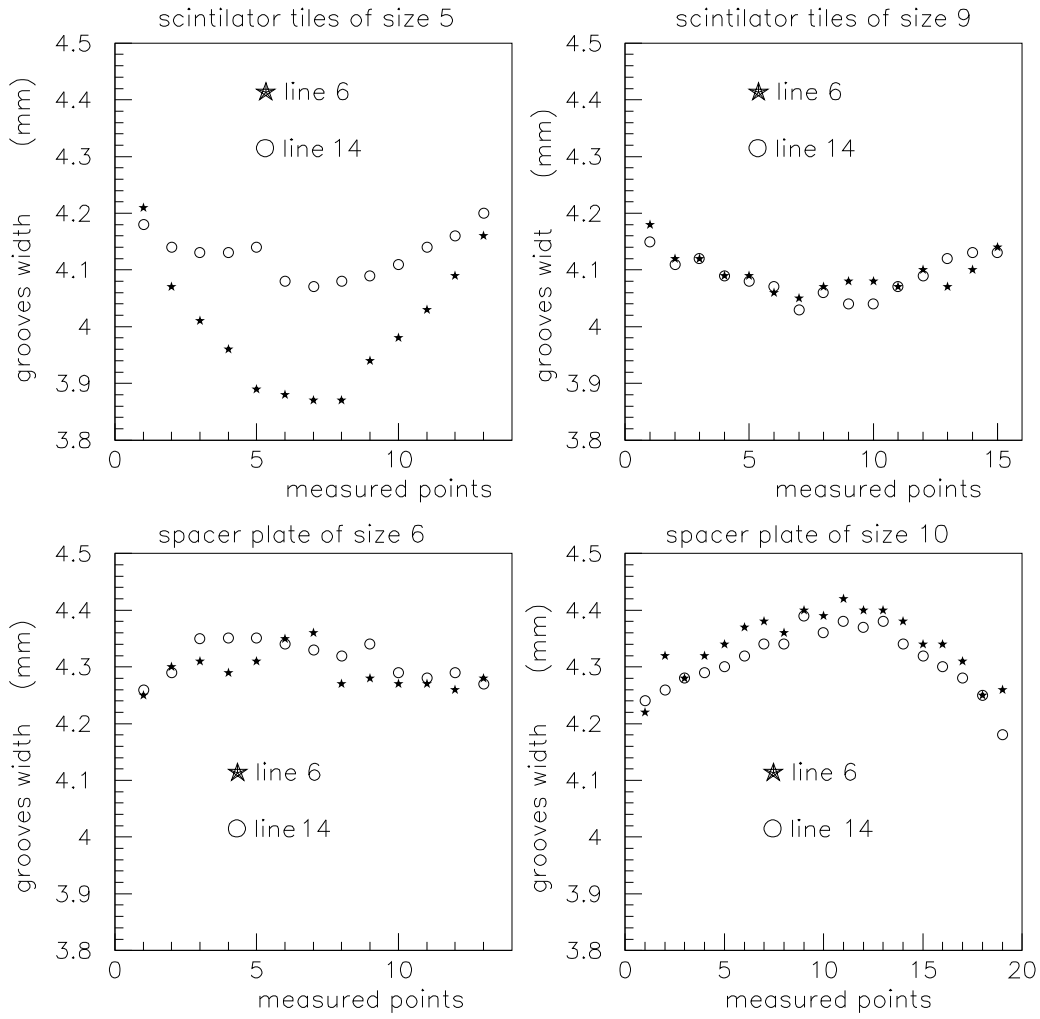 scintilator tiles of size 5
grooves width (mm)
4.5
4.4
4.3
4.2
4.1
4
3.9
3.8
line 6
line 14
0 5 10
measured points
scintilator tiles of size 9
grooves widt (mm)
4.5
4.4
4.3
4.2
4.1
4
3.9
3.8
line 6
line 14
0 5 10 15
measured points
spacer plate of size 6
grooves width (mm)
4.5
4.4
4.3
4.2
4.1
4
3.9
3.8
line 6
line 14
0 5 10
measured points
spacer plate of size 10
grooves width (mm)
4.5
4.4
4.3
4.2
4.1
4
3.9
3.8
line 6
line 14
0 5 10 15 20
measured points